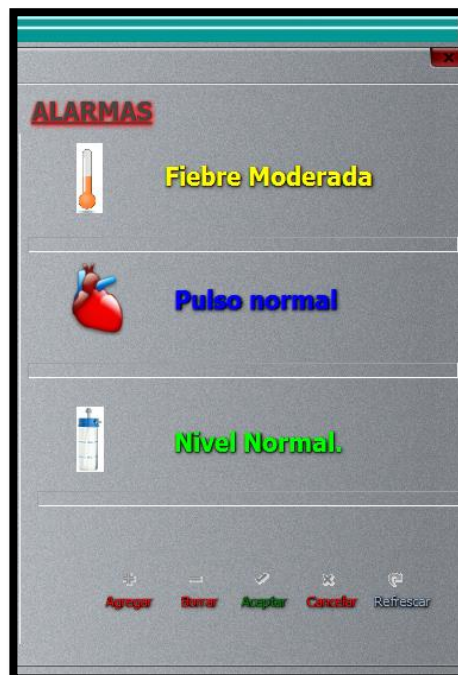 ALARMAS
Fiebre Moderada
Pulso normal
Nivel Normal.
Agregar Borrar Aceptar Cancelar Refrescar